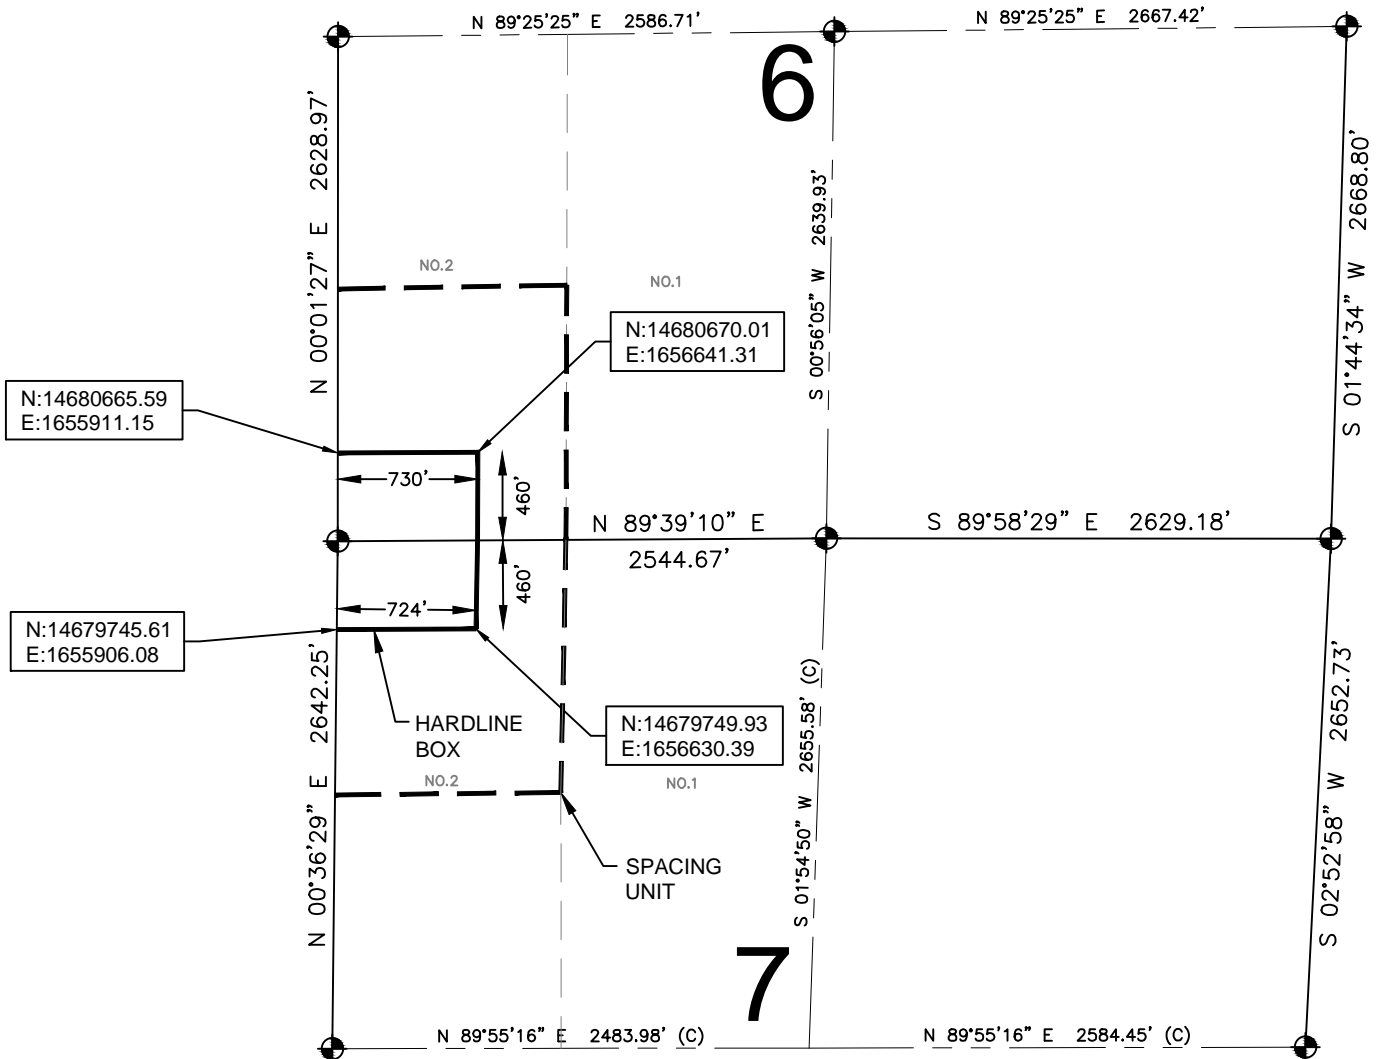 N 89°25'25" E 2586.71'
N 89°25'25" E 2667.42'
6
N 00°01'27" E 2628.97'
S 00°56'05" W 2639.93'
S 01°44'34" W 2668.80'
NO.2
NO.1
N:14680670.01
E:1656641.31
N:14680665.59
E:1655911.15
730'
460'
N 89°39'10" E
2544.67'
S 89°58'29" E 2629.18'
460'
724'
N:14679745.61
E:1655906.08
N 00°36'29" E 2642.25'
HARDLINE
BOX
N:14679749.93
E:1656630.39
S 01°54'50" W 2655.58' (C)
S 02°52'58" W 2652.73'
NO.2
NO.1
SPACING
UNIT
7
N 89°55'16" E 2483.98' (C)
N 89°55'16" E 2584.45' (C)